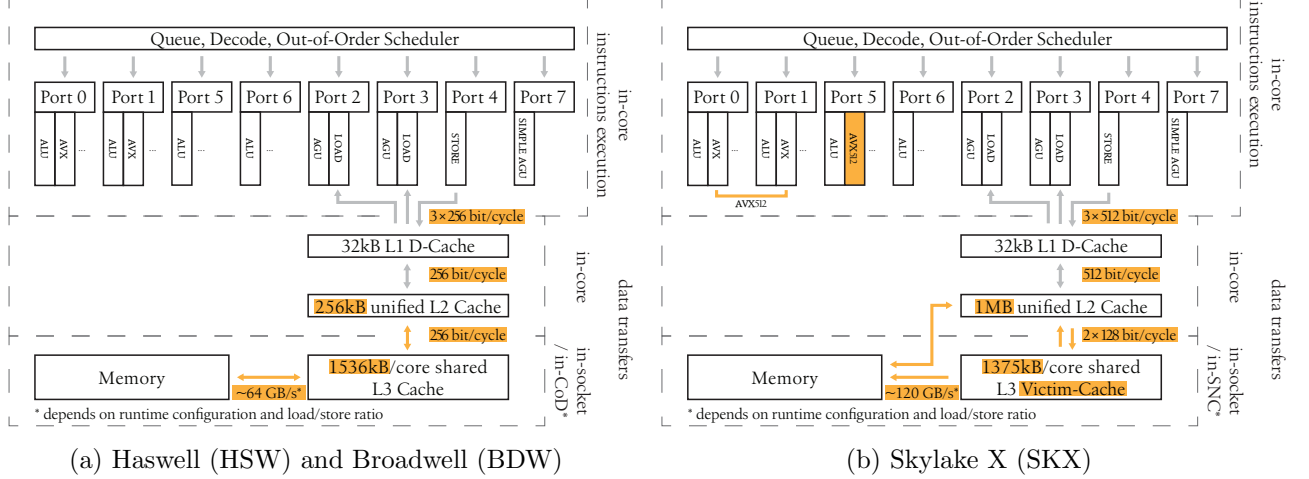 Queue, Decode, Out-of-Order Scheduler
Port 0 Port 1 Port 5 Port 6 Port 2 Port 3 Port 4 Port 7
ALU AVX ... ALU AVX ... ALU ... ALU ... AGU LOAD AGU LOAD STORE SIMPLE AGU
in-core
instructions execution
3×256 bit/cycle
32kB L1 D-Cache
256 bit/cycle
256kB unified L2 Cache
in-core
256 bit/cycle
Memory
~64 GB/s*
1536kB/core shared
L3 Cache
data transfers
in-socket
/ in-CoD*
* depends on runtime configuration and load/store ratio
(a) Haswell (HSW) and Broadwell (BDW)
Queue, Decode, Out-of-Order Scheduler
Port 0 Port 1 Port 5 Port 6 Port 2 Port 3 Port 4 Port 7
ALU AVX ... ALU AVX ... ALU AVX512 ... ALU ... AGU LOAD AGU LOAD STORE SIMPLE AGU
AVX512
in-core
instructions execution
3×512 bit/cycle
32kB L1 D-Cache
512 bit/cycle
1MB unified L2 Cache
in-core
2×128 bit/cycle
Memory
~120 GB/s*
1375kB/core shared
L3 Victim-Cache
data transfers
in-socket
/ in-SNC*
* depends on runtime configuration and load/store ratio
(b) Skylake X (SKX)